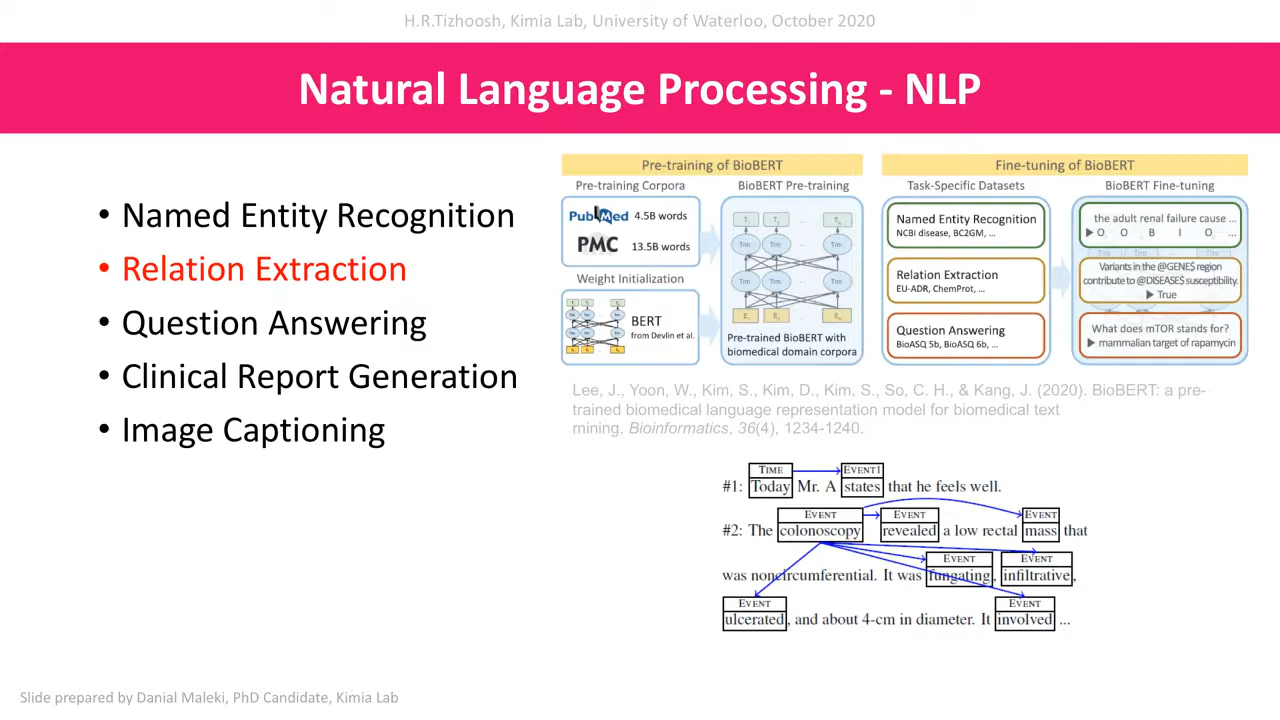 H.R.Tizhoosh, Kimia Lab, University of Waterloo, October 2020
Natural Language Processing - NLP
• Named Entity Recognition
• Relation Extraction
• Question Answering
• Clinical Report Generation
• Image Captioning
Pre-training of BioBERT
Pre-training Corpora
BioBERT Pre-training
PubMed 4.5B words
PMC 13.5B words
Weight Initialization
BERT
from Devlin et al.
Pre-trained BioBERT with
biomedical domain corpora
Fine-tuning of BioBERT
Task-Specific Datasets
BioBERT Fine-tuning
Named Entity Recognition
NCBI disease, BC2GM, ...
Relation Extraction
EU-ADR, ChemProt, ...
Question Answering
BioASQ 5b, BioASQ 6b, ...
the adult renal failure cause ...
▶ O O B I O ...
Variants in the @GENE$ region
contribute to @DISEASE$ susceptibility.
▶ True
What does mTOR stands for?
▶ mammalian target of rapamycin
Lee, J., Yoon, W., Kim, S., Kim, D., Kim, S., So, C. H., & Kang, J. (2020). BioBERT: a pre-
trained biomedical language representation model for biomedical text
mining. Bioinformatics, 36(4), 1234-1240.
TIME EVENT1
#1: Today Mr. A states that he feels well.
EVENT EVENT EVENT
#2: The colonoscopy revealed a low rectal mass that
EVENT EVENT
was noncircumferential. It was fungating, infiltrative,
EVENT EVENT
ulcerated, and about 4-cm in diameter. It involved ...
Slide prepared by Danial Maleki, PhD Candidate, Kimia Lab